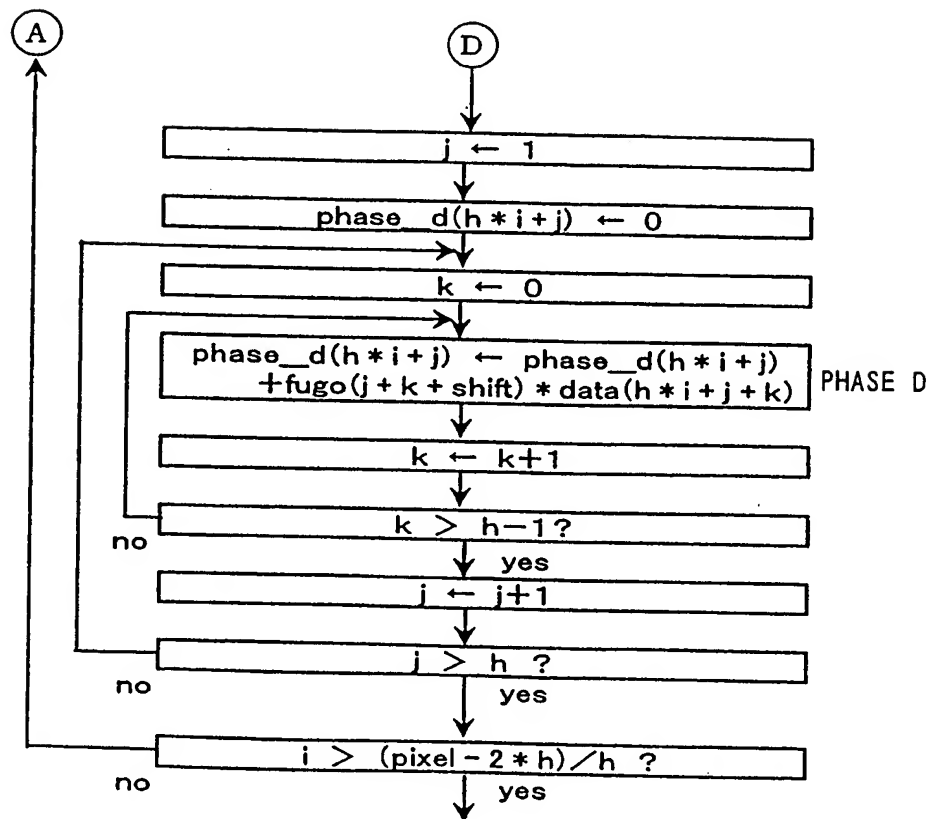 A
D
j ← 1
phase_d(h*i+j) ← 0
k ← 0
phase_d(h*i+j) ← phase_d(h*i+j)
+fugo(j+k+shift)*data(h*i+j+k)
PHASE D
k ← k+1
k > h-1?
no
yes
j ← j+1
j > h ?
no
yes
i > (pixel-2*h)/h ?
no
yes